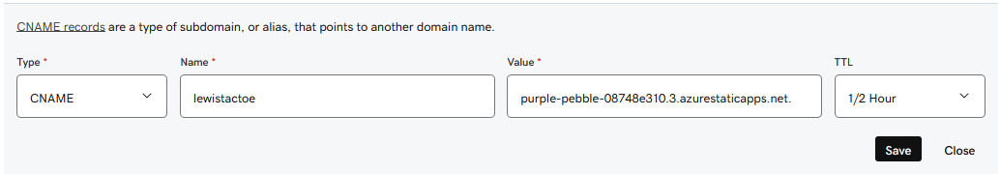 CNAME records are a type of subdomain, or alias, that points to another domain name.
Type * Name * Value * TTL
CNAME lewistactoe purple-pebble-08748e310.3.azurestaticapps.net. 1/2 Hour
Save Close